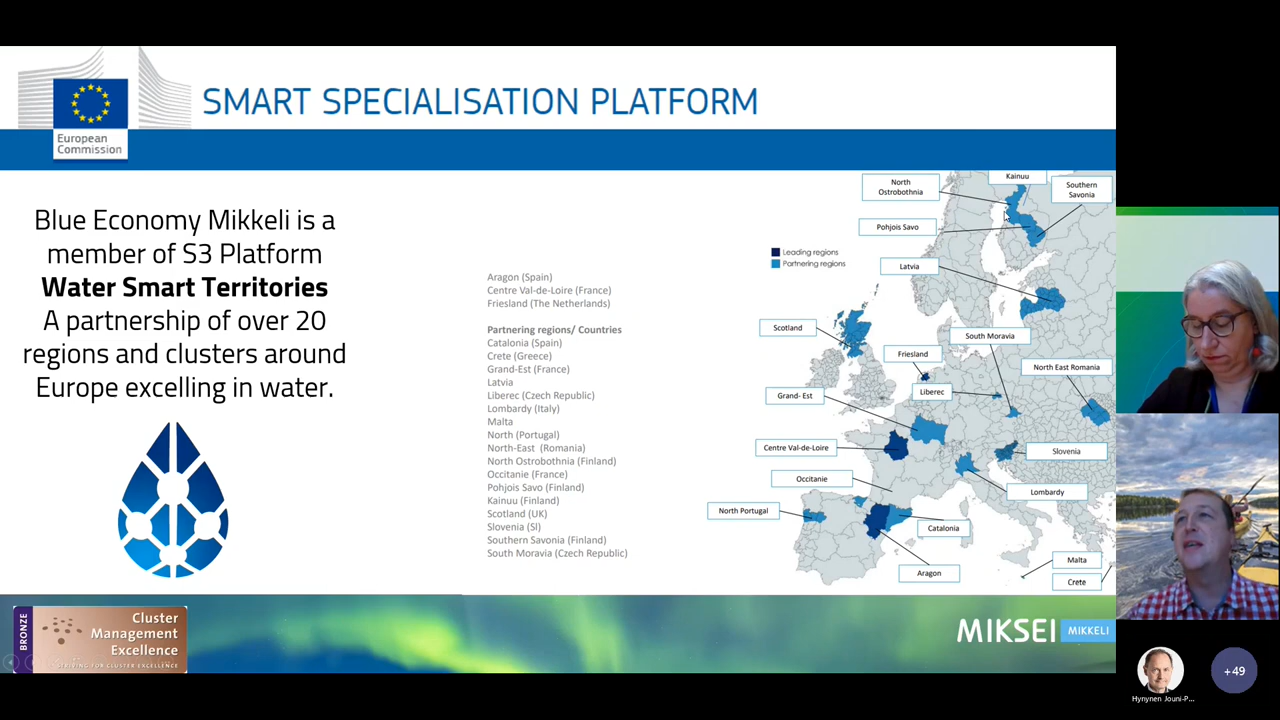 European
Commission
SMART SPECIALISATION PLATFORM
Blue Economy Mikkeli is a
member of S3 Platform
Water Smart Territories
A partnership of over 20
regions and clusters around
Europe excelling in water.
Aragon (Spain)
Centre Val-de-Loire (France)
Friesland (The Netherlands)
Partnering regions/ Countries
Catalonia (Spain)
Crete (Greece)
Grand-Est (France)
Latvia
Liberec (Czech Republic)
Lombardy (Italy)
Malta
North (Portugal)
North-East (Romania)
North Ostrobothnia (Finland)
Occitanie (France)
Pohjois Savo (Finland)
Kainuu (Finland)
Scotland (UK)
Slovenia (SI)
Southern Savonia (Finland)
South Moravia (Czech Republic)
Leading regions
Partnering regions
Kainuu
North
Ostrobothnia
Southern
Savonia
Pohjois Savo
Latvia
Scotland
South Moravia
Friesland
North East Romania
Liberec
Grand- Est
Centre Val-de-Loire
Slovenia
Occitanie
Lombardy
North Portugal
Catalonia
Malta
Aragon
Crete
BRONZE
Cluster
Management
Excellence
STRIVING FOR CLUSTER EXCELLENCE
MIKSEI MIKKELI
Hynynen Jouni-P...
+49